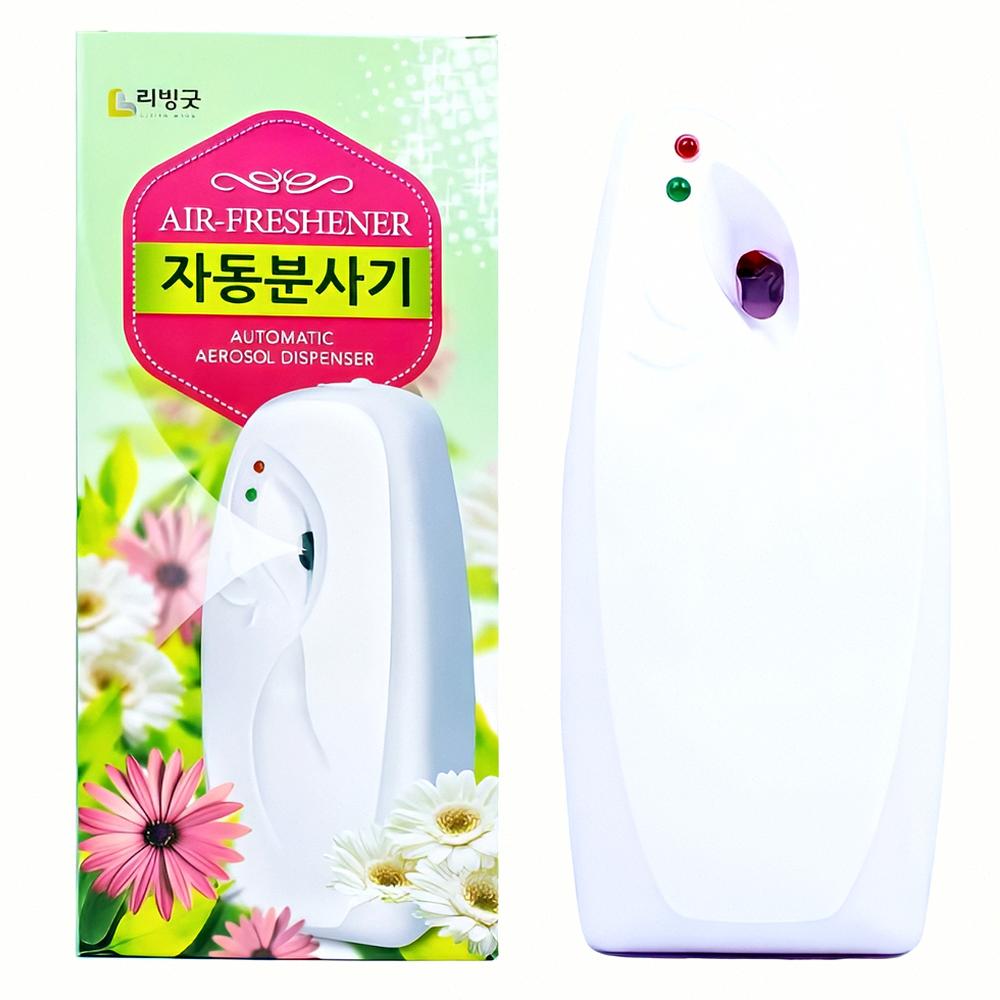 리빙굿
AIR-FRESHENER
자동분사기
AUTOMATIC
AEROSOL DISPENSER